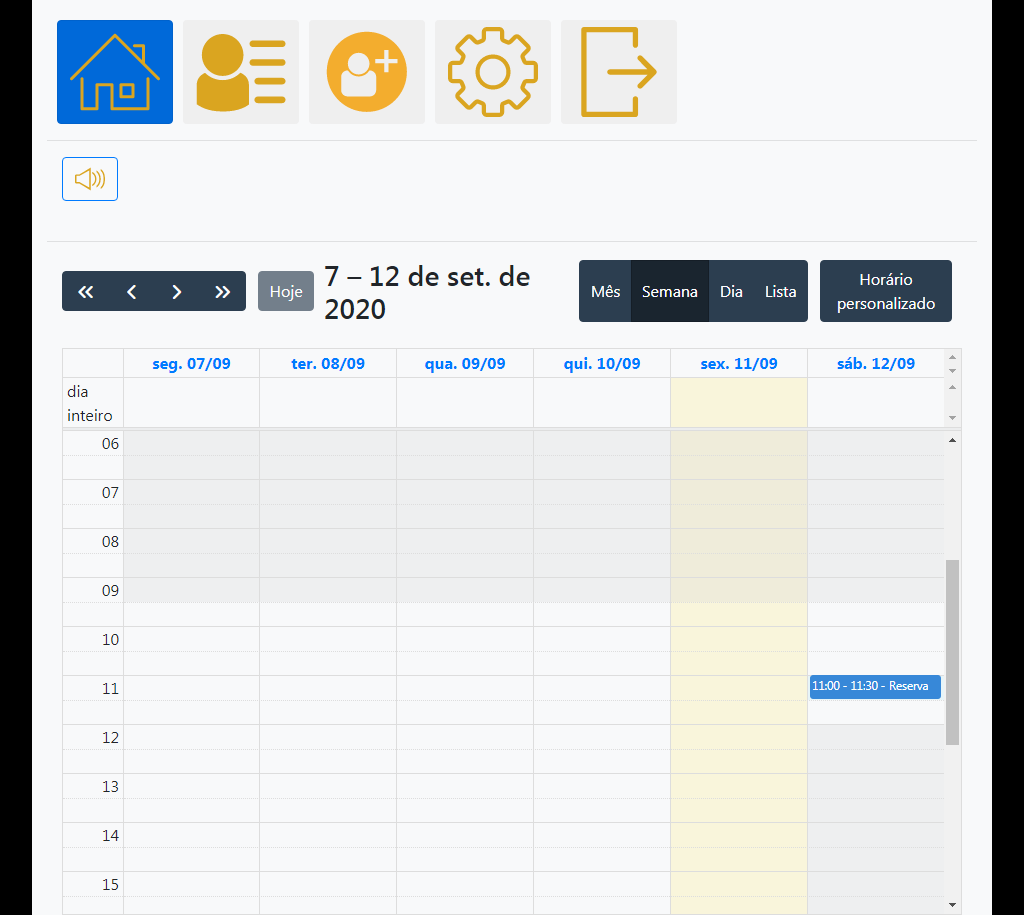 Hoje
7 – 12 de set. de
2020
Mês
Semana
Dia
Lista
Horário
personalizado
seg. 07/09
ter. 08/09
qua. 09/09
qui. 10/09
sex. 11/09
sáb. 12/09
dia
inteiro
06
07
08
09
10
11
11:00 - 11:30 - Reserva
12
13
14
15